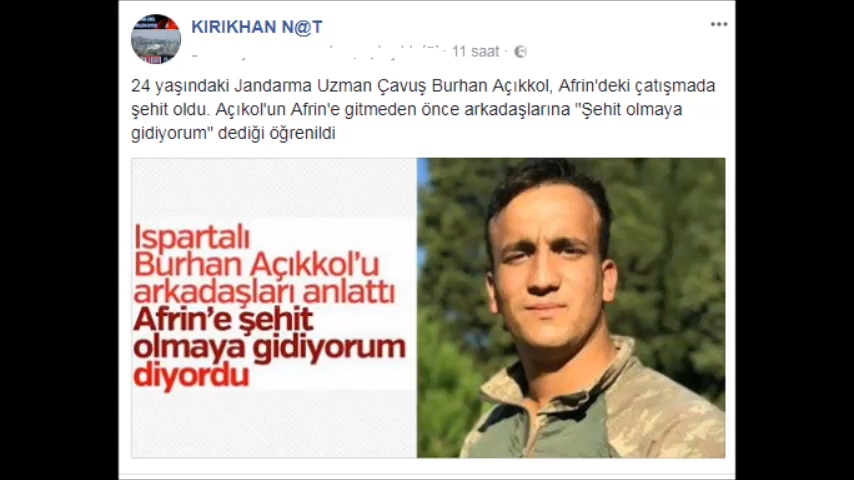 KIRIKHAN N@T
11 saat
24 yaşındaki Jandarma Uzman Çavuş Burhan Açıkkol, Afrin'deki çatışmada
şehit oldu. Açıkol'un Afrin'e gitmeden önce arkadaşlarına "Şehit olmaya
gidiyorum" dediği öğrenildi
Ispartalı
Burhan Açıkkol'u
arkadaşları anlattı
Afrin'e şehit
olmaya gidiyorum
diyordu